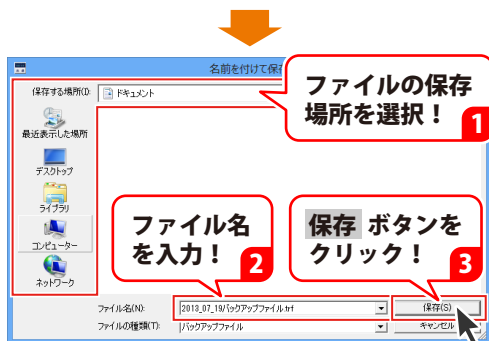 名前を付けて保
保存する場所(I):
ドキュメント
ファイルの保存
場所を選択！
1
最近表示した場所
デスクトップ
ライブラリ
コンピューター
ネットワーク
ファイル名
を入力！
2
保存 ボタンを
クリック！
3
ファイル名(N):
2013_07_19バックアップファイル.trf
保存(S)
ファイルの種類(T):
バックアップファイル
キャンセル